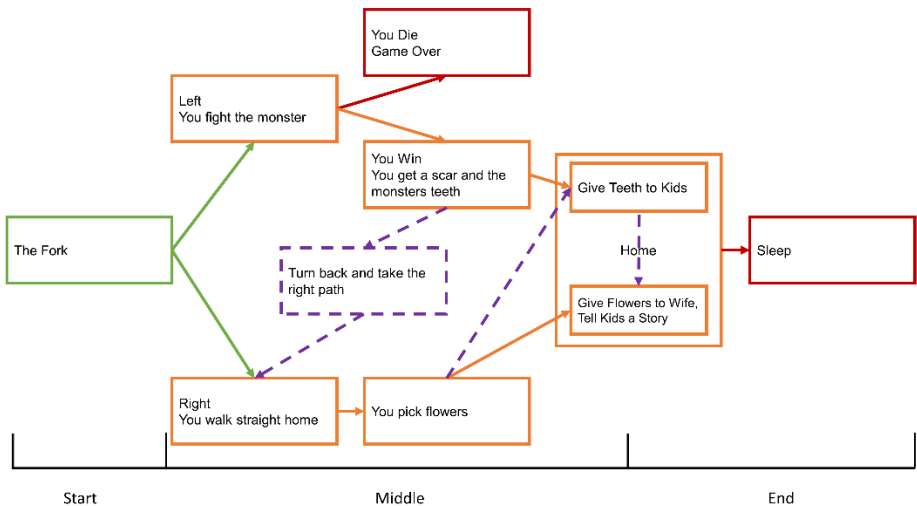 You Die
Game Over
Left
You fight the monster
You Win
You get a scar and the
monsters teeth
Give Teeth to Kids
The Fork
Turn back and take the
right path
Home
Sleep
Give Flowers to Wife,
Tell Kids a Story
Right
You walk straight home
You pick flowers
Start
Middle
End